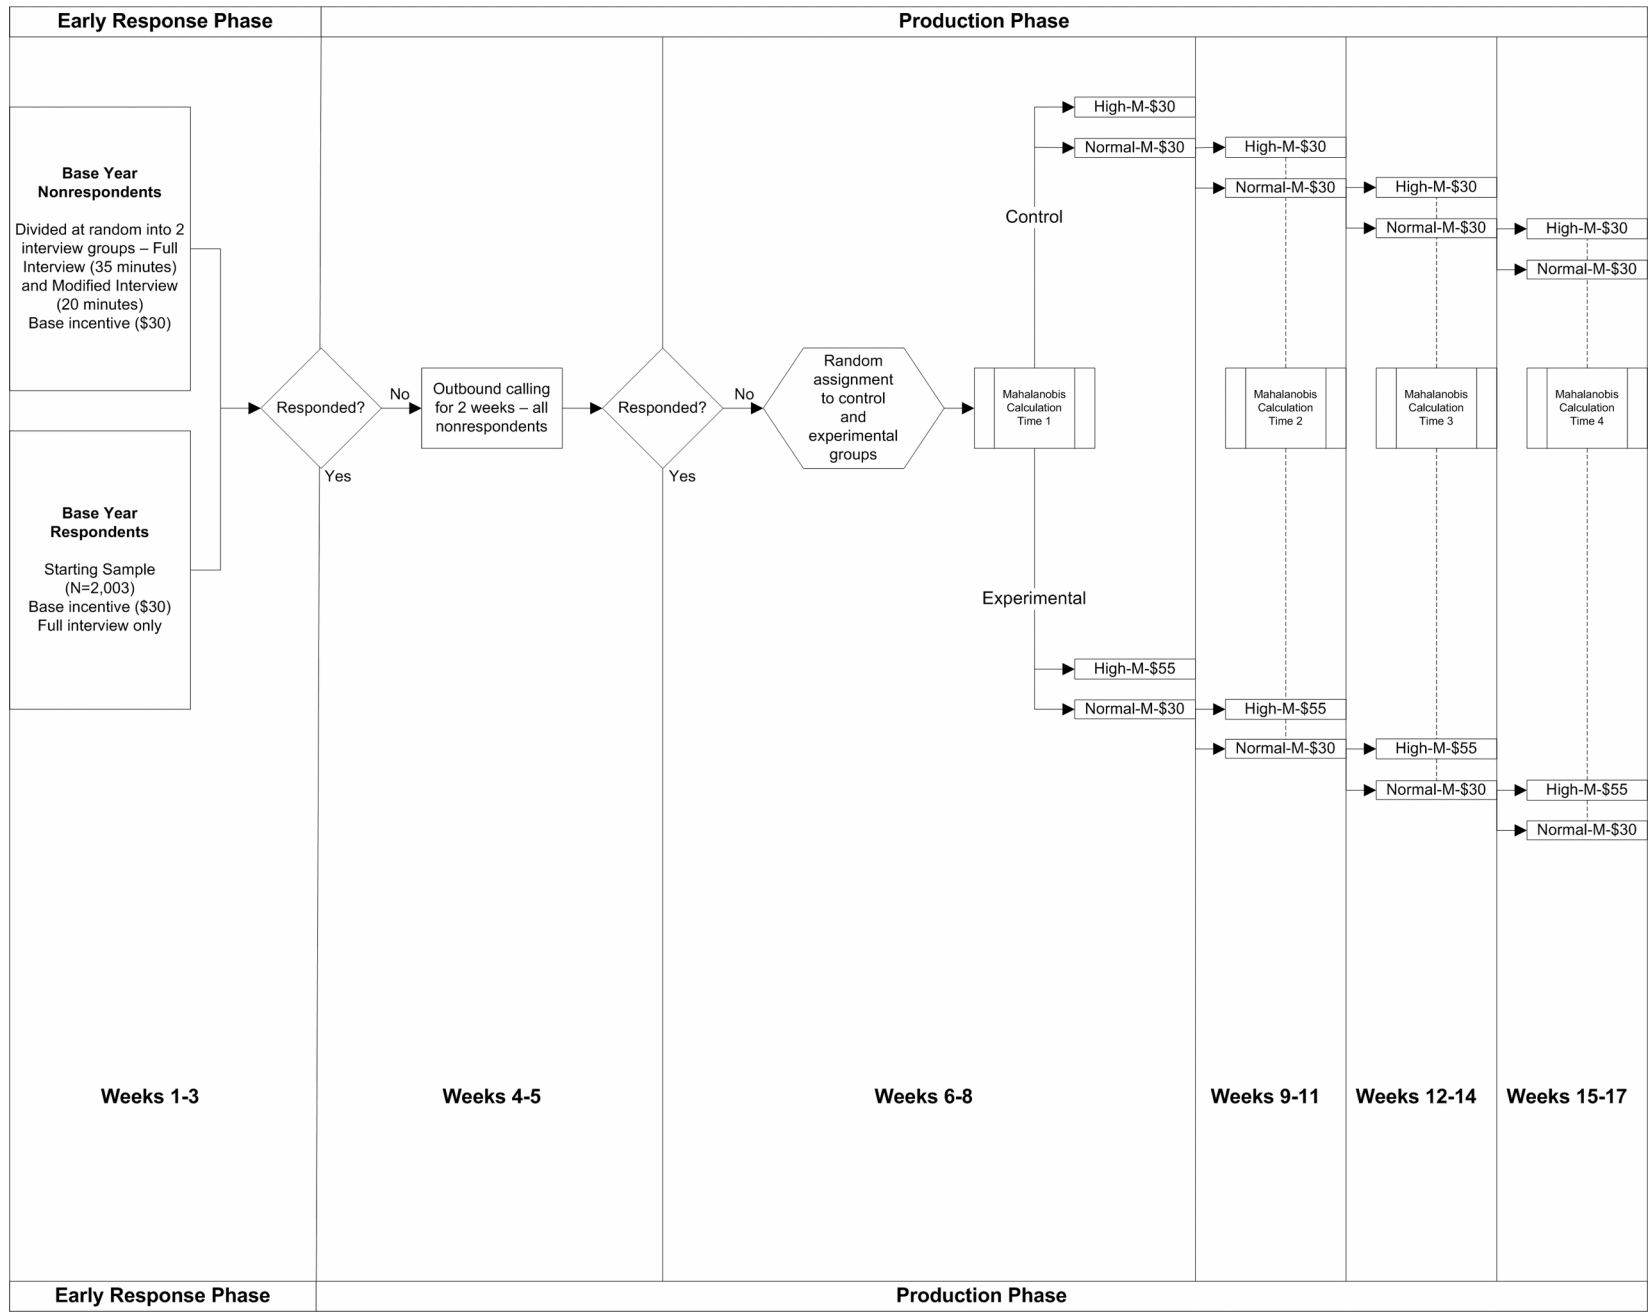 Early Response Phase
Production Phase
Base Year
Nonrespondents
Divided at random into 2
interview groups – Full
Interview (35 minutes)
and Modified Interview
(20 minutes)
Base incentive ($30)
Base Year
Respondents
Starting Sample
(N=2,003)
Base incentive ($30)
Full interview only
Responded?
No
Yes
Outbound calling
for 2 weeks – all
nonrespondents
Responded?
No
Yes
Random
assignment
to control
and
experimental
groups
Mahalanobis
Calculation
Time 1
Control
High-M-$30
Normal-M-$30
Experimental
High-M-$55
Normal-M-$30
High-M-$30
Normal-M-$30
Mahalanobis
Calculation
Time 2
High-M-$55
Normal-M-$30
High-M-$30
Normal-M-$30
Mahalanobis
Calculation
Time 3
High-M-$55
Normal-M-$30
High-M-$30
Normal-M-$30
Mahalanobis
Calculation
Time 4
High-M-$55
Normal-M-$30
Weeks 1-3
Weeks 4-5
Weeks 6-8
Weeks 9-11
Weeks 12-14
Weeks 15-17
Early Response Phase
Production Phase